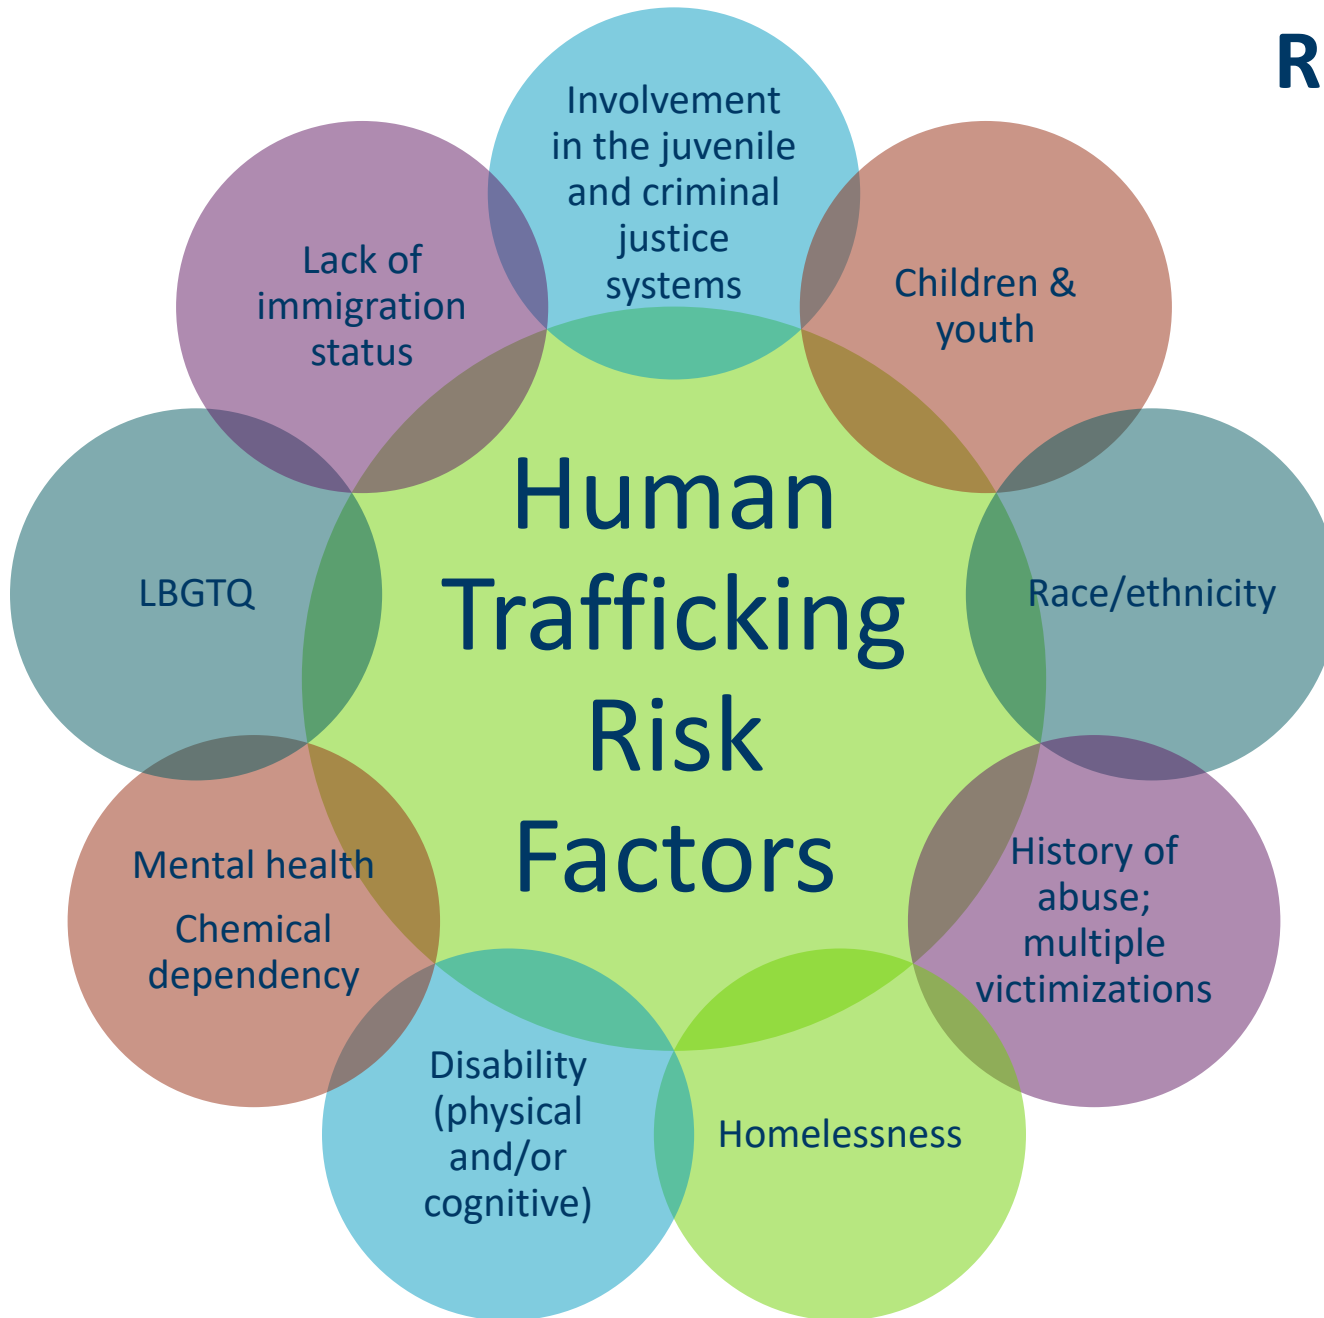 R
Involvement
in the juvenile
and criminal
justice
systems
Children &
youth
Race/ethnicity
History of
abuse;
multiple
victimizations
Homelessness
Disability
(physical
and/or
cognitive)
Mental health
Chemical
dependency
LBGTQ
Lack of
immigration
status
Human
Trafficking
Risk
Factors